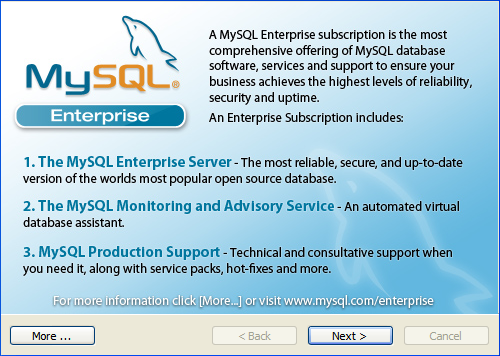 A MySQL Enterprise subscription is the most
comprehensive offering of MySQL database
software, services and support to ensure your
business achieves the highest levels of reliability,
security and uptime.
MySQL®
Enterprise
An Enterprise Subscription includes:
1. The MySQL Enterprise Server - The most reliable, secure, and up-to-date
version of the worlds most popular open source database.
2. The MySQL Monitoring and Advisory Service - An automated virtual
database assistant.
3. MySQL Production Support - Technical and consultative support when
you need it, along with service packs, hot-fixes and more.
For more information click [More...] or visit www.mysql.com/enterprise
More ...
< Back
Next >
Cancel